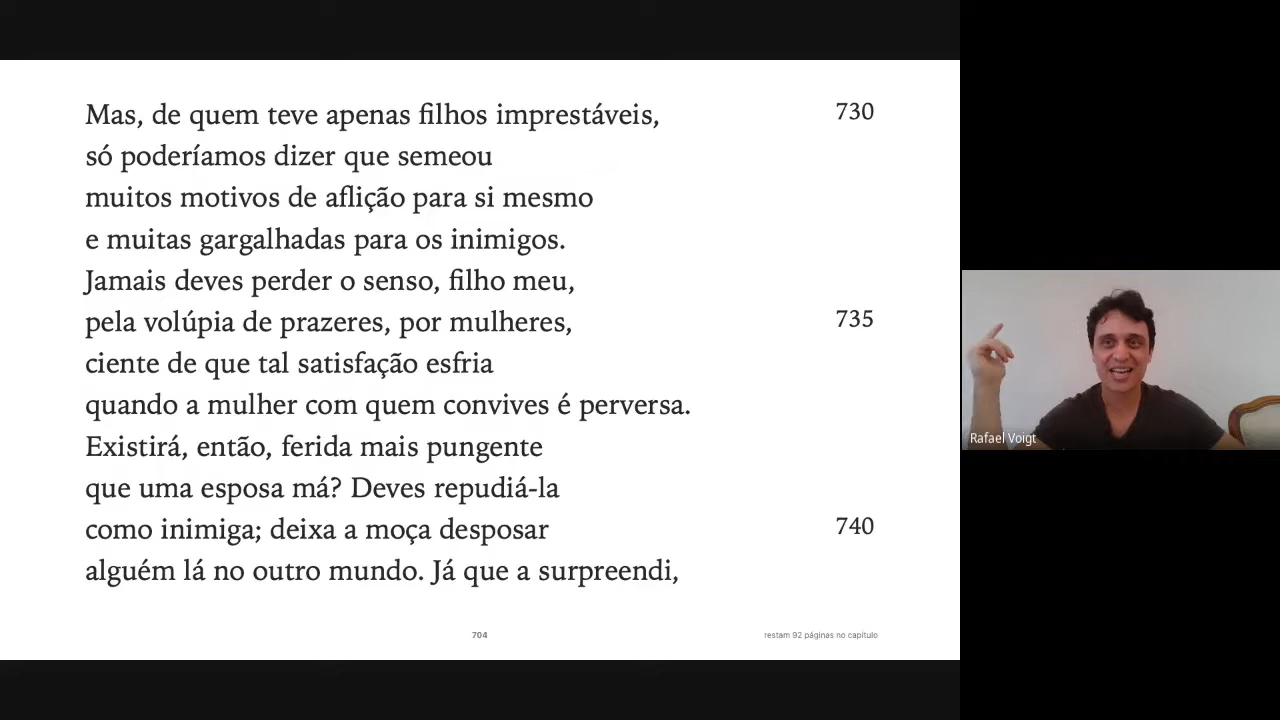 Mas, de quem teve apenas filhos imprestáveis, 730
só poderíamos dizer que semeou
muitos motivos de aflição para si mesmo
e muitas gargalhadas para os inimigos.
Jamais deves perder o senso, filho meu,
pela volúpia de prazeres, por mulheres, 735
ciente de que tal satisfação esfria
quando a mulher com quem convives é perversa.
Existirá, então, ferida mais pungente
que uma esposa má? Deves repudiá-la
como inimiga; deixa a moça desposar 740
alguém lá no outro mundo. Já que a surpreendi,
704 restam 92 páginas no capítulo
Rafael Voigt